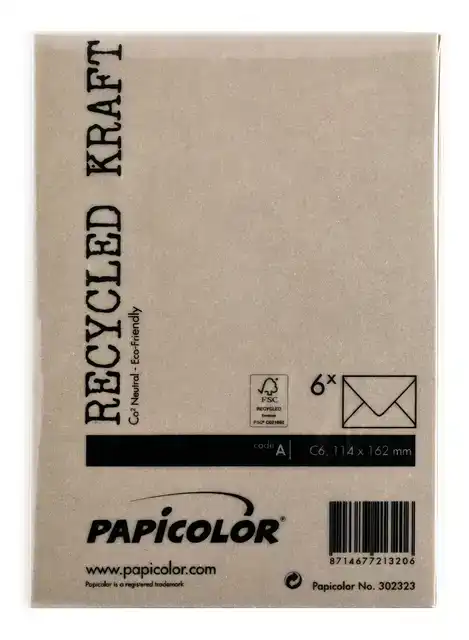 RECYCLED KRAFT
Co² Neutral - Eco-Friendly
FSC
RECYCLED
6x
code A
C6, 114 x 162 mm
PAPICOLOR®
www.papicolor.com
Papicolor is a registered trademark
8714677213206
Papicolor No. 302323